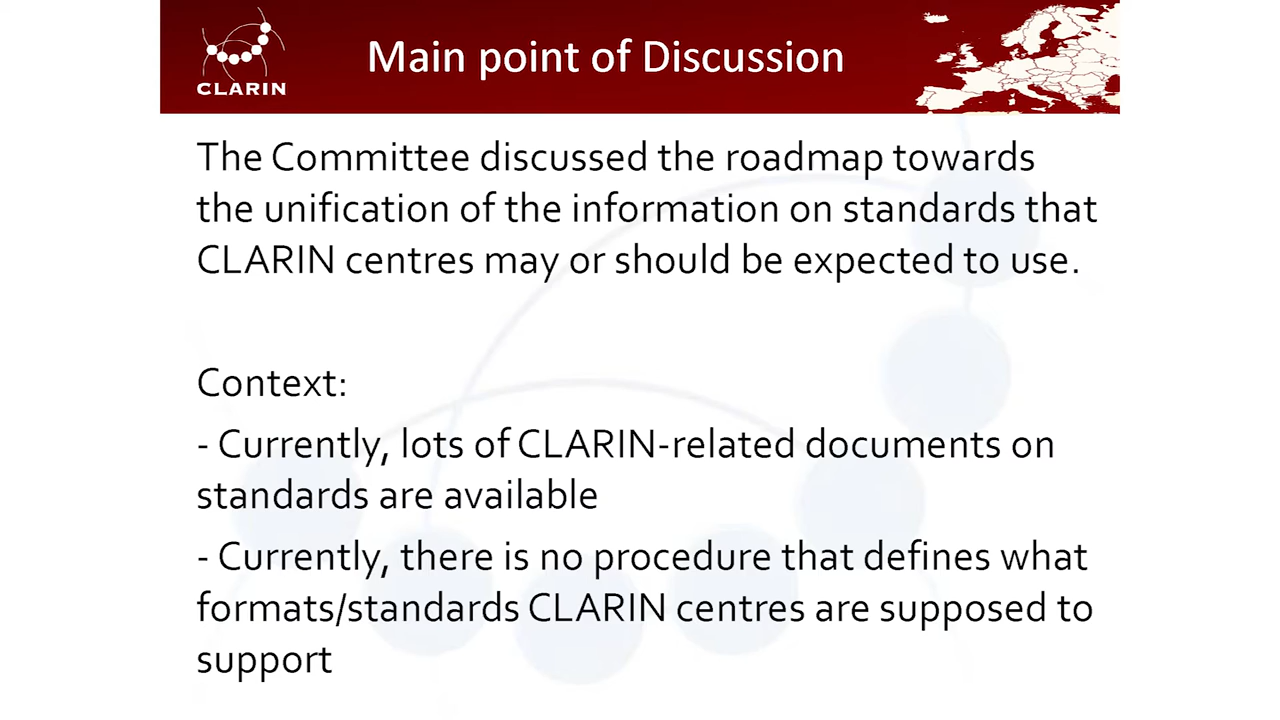 CLARIN
Main point of Discussion
The Committee discussed the roadmap towards
the unification of the information on standards that
CLARIN centres may or should be expected to use.
Context:
- Currently, lots of CLARIN-related documents on
standards are available
- Currently, there is no procedure that defines what
formats/standards CLARIN centres are supposed to
support